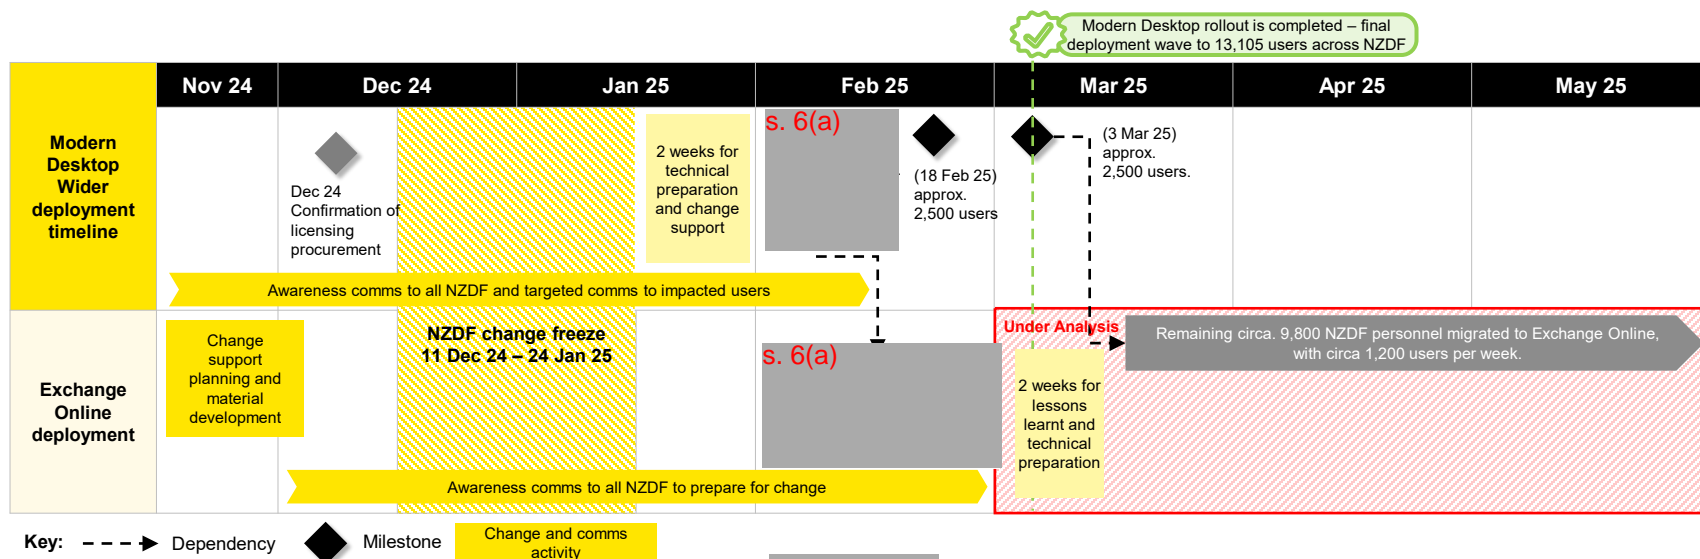 Modern Desktop rollout is completed – final
deployment wave to 13,105 users across NZDF
Nov 24
Dec 24
Jan 25
Feb 25
Mar 25
Apr 25
May 25
Modern
Desktop
Wider
deployment
timeline
Dec 24
Confirmation of
licensing
procurement
2 weeks for
technical
preparation
and change
support
s. 6(a)
(18 Feb 25)
approx.
2,500 users
(3 Mar 25)
approx.
2,500 users.
Awareness comms to all NZDF and targeted comms to impacted users
Exchange
Online
deployment
Change
support
planning and
material
development
NZDF change freeze
11 Dec 24 – 24 Jan 25
s. 6(a)
Under Analysis
2 weeks for
lessons
learnt and
technical
preparation
Remaining circa. 9,800 NZDF personnel migrated to Exchange Online,
with circa 1,200 users per week.
Awareness comms to all NZDF to prepare for change
Key:
Dependency
Milestone
Change and comms
activity